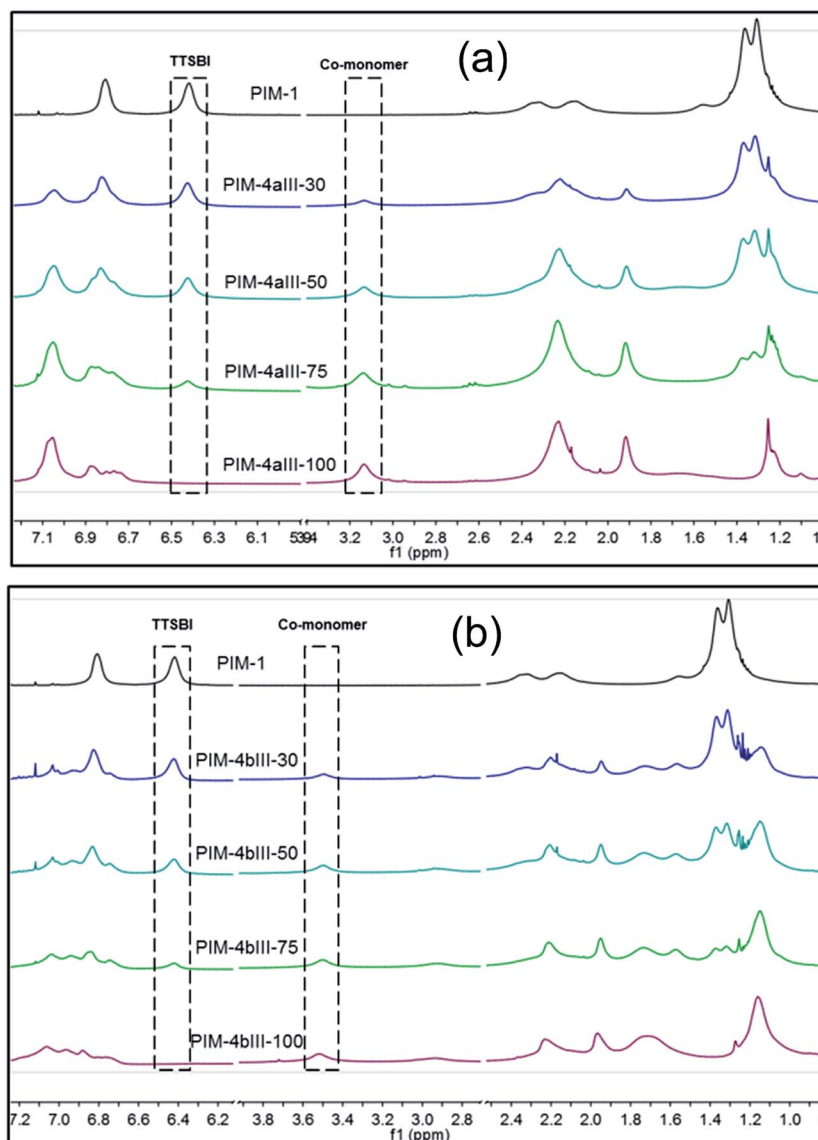 (a)
TTSBI
Co-monomer
PIM-1
PIM-4aIII-30
PIM-4aIII-50
PIM-4aIII-75
PIM-4aIII-100
7.1 6.9 6.7 6.5 6.3 6.1 3.2 3.0 2.8 2.6 2.4 2.2 2.0 1.8 1.6 1.4 1.2
f1 (ppm)
(b)
TTSBI
Co-monomer
PIM-1
PIM-4bIII-30
PIM-4bIII-50
PIM-4bIII-75
PIM-4bIII-100
7.2 7.0 6.8 6.6 6.4 6.2 3.8 3.6 3.4 3.2 3.0 2.8 2.4 2.2 2.0 1.8 1.6 1.4 1.2 1.0
f1 (ppm)